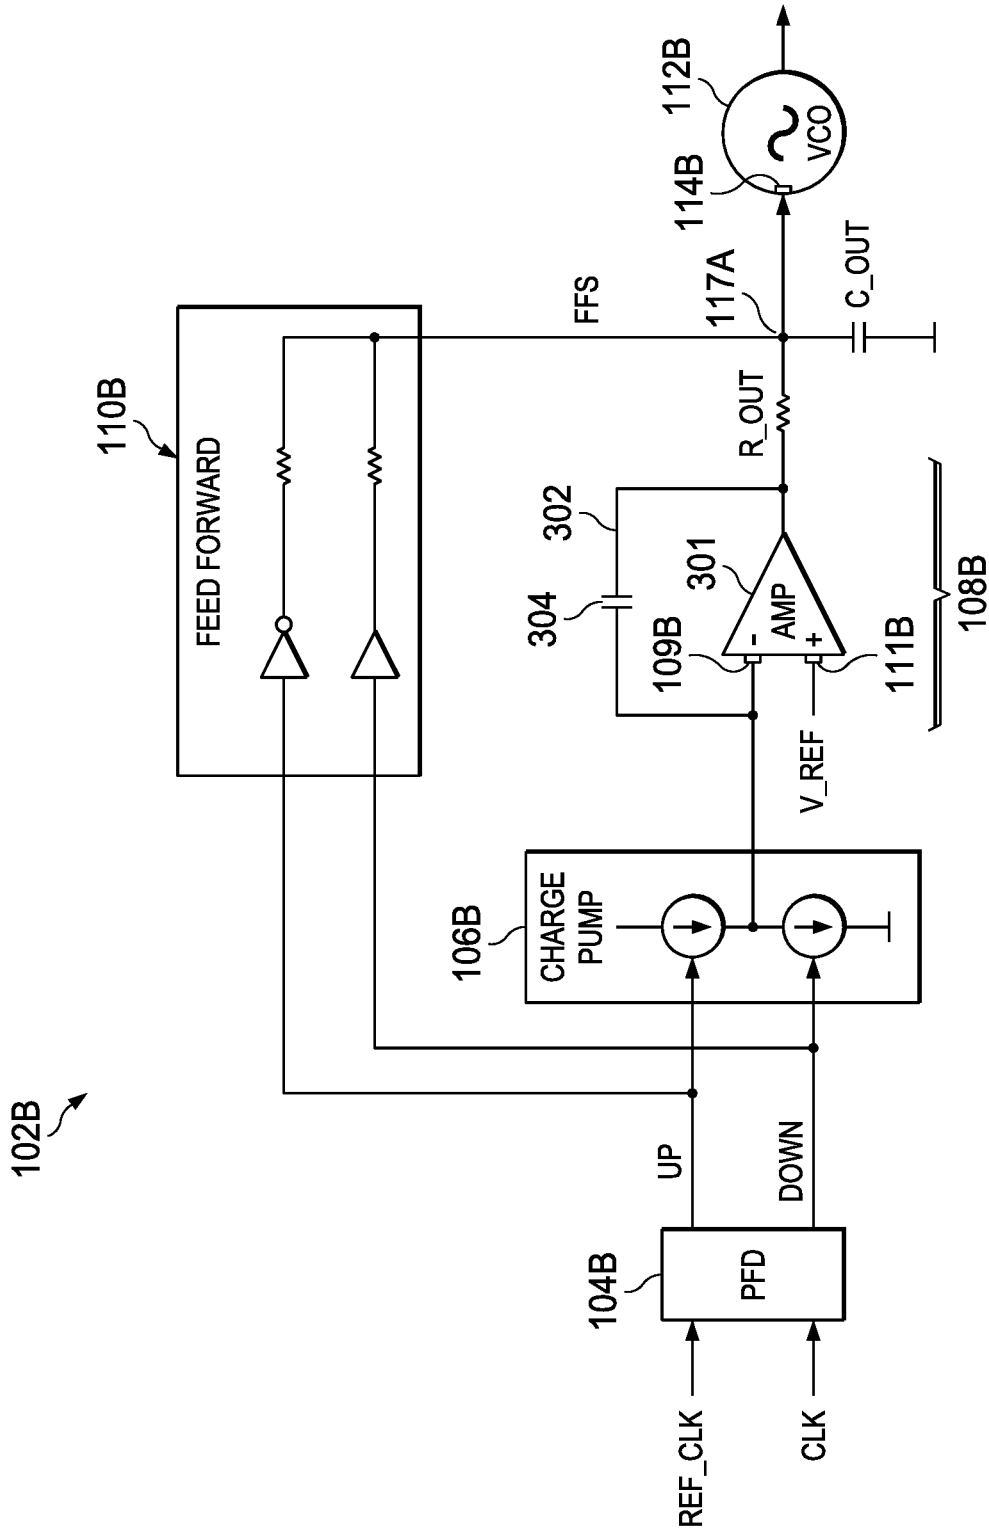 102B
110B
FEED FORWARD
FFS
REF_CLK
CLK
104B
PFD
UP
DOWN
106B
CHARGE
PUMP
V_REF
304
302
109B
-
+
AMP
301
111B
108B
R_OUT
117A
C_OUT
114B
112B
VCO